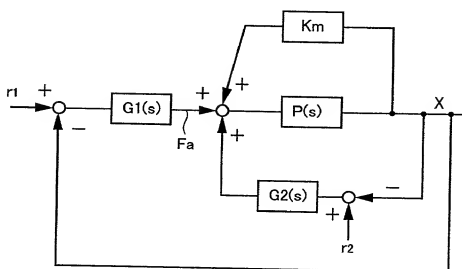 Km
r1
+
−
G1(s)
+
Fa
+
+
P(s)
X
G2(s)
+
−
r2